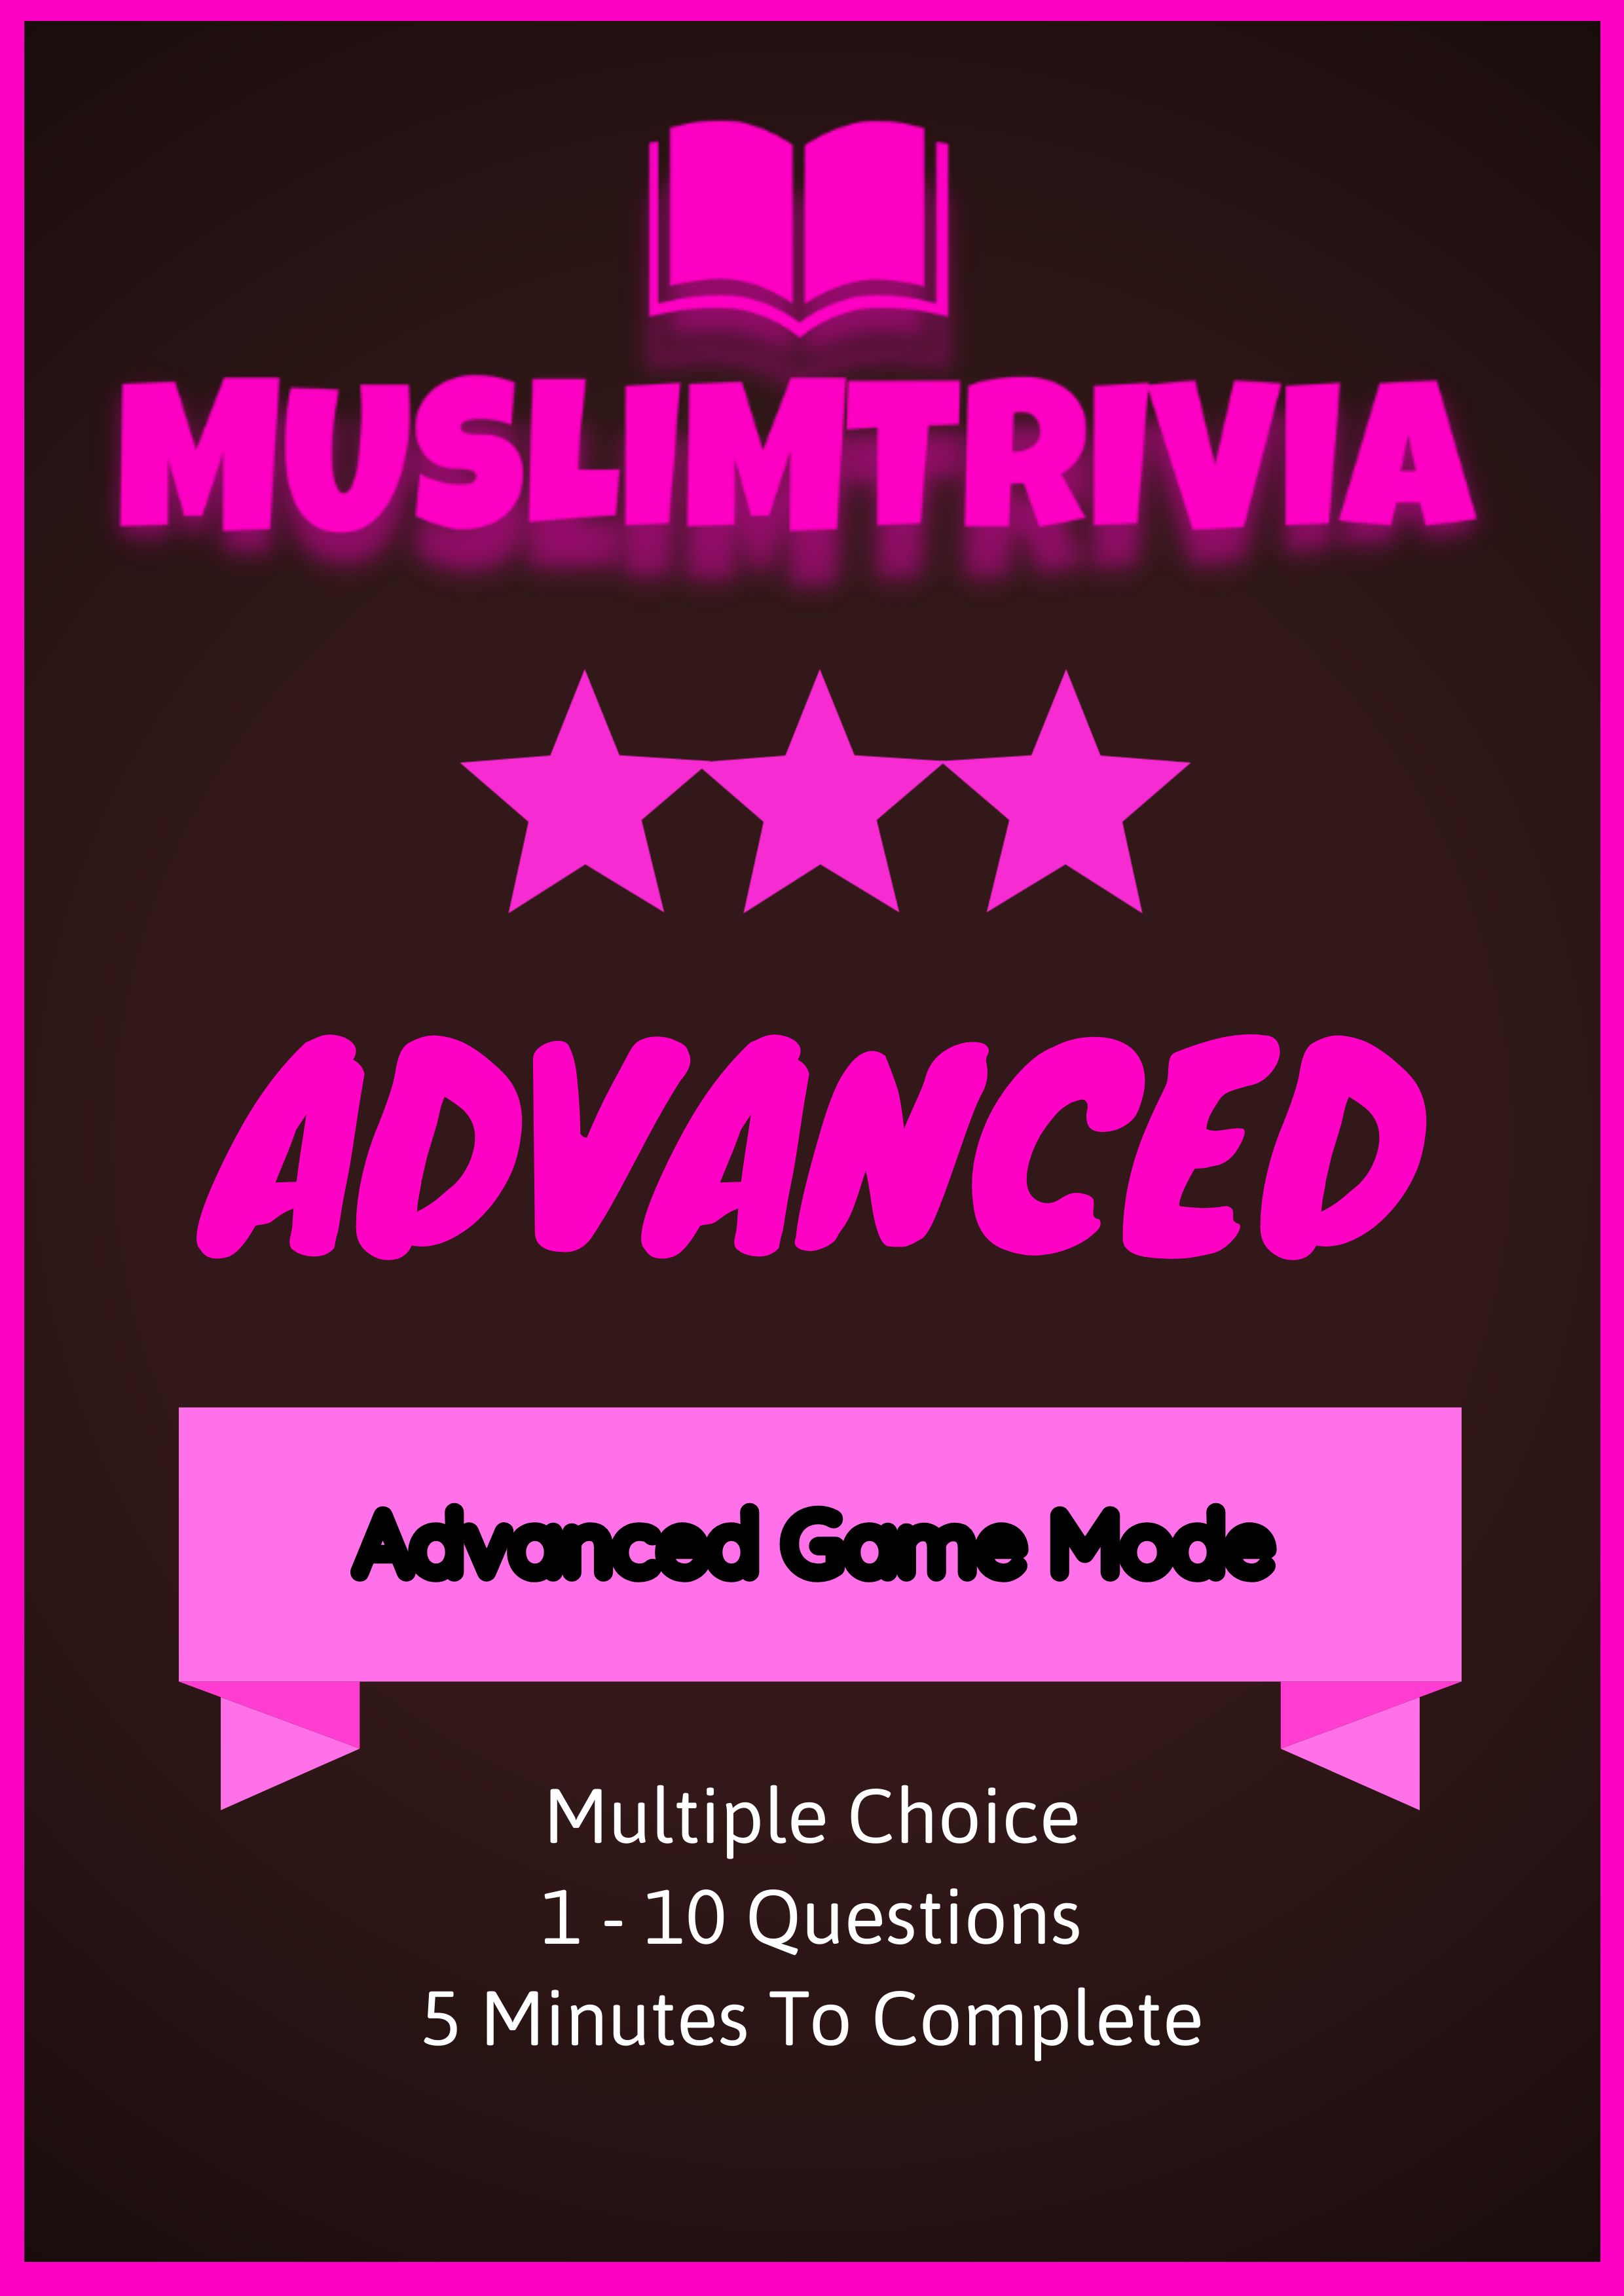 MUSLIMTRIVIA
ADVANCED
Advanced Game Mode
Multiple Choice
1 - 10 Questions
5 Minutes To Complete